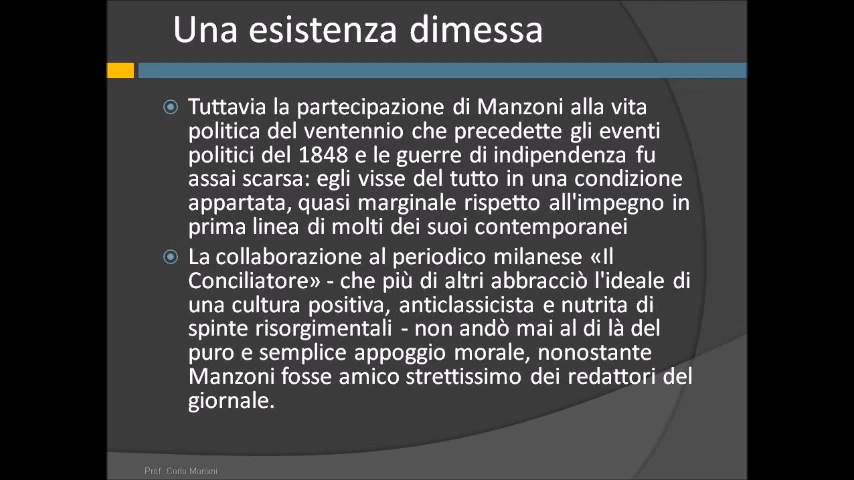 Una esistenza dimessa
Tuttavia la partecipazione di Manzoni alla vita
politica del ventennio che precedette gli eventi
politici del 1848 e le guerre di indipendenza fu
assai scarsa: egli visse del tutto in una condizione
appartata, quasi marginale rispetto all'impegno in
prima linea di molti dei suoi contemporanei
La collaborazione al periodico milanese «Il
Conciliatore» - che più di altri abbracciò l'ideale di
una cultura positiva, anticlassicista e nutrita di
spinte risorgimentali - non andò mai al di là del
puro e semplice appoggio morale, nonostante
Manzoni fosse amico strettissimo dei redattori del
giornale.
Prof. Carlo Mariani